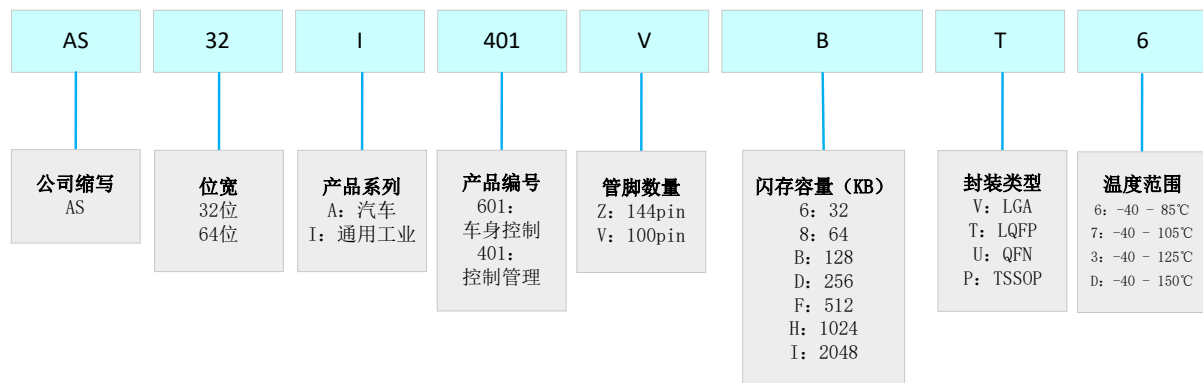 AS
32
I
401
V
B
T
6
公司缩写
AS
位宽
32位
64位
产品系列
A：汽车
I：通用工业
产品编号
601：
车身控制
401：
控制管理
管脚数量
Z：144pin
V：100pin
闪存容量（KB）
6：32
8：64
B：128
D：256
F：512
H：1024
I：2048
封装类型
V：LGA
T：LQFP
U：QFN
P：TSSOP
温度范围
6：-40 - 85℃
7：-40 - 105℃
3：-40 - 125℃
D：-40 - 150℃